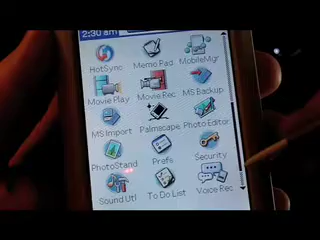 2:30 am
HotSync
Memo Pad
MobileMgr
Movie Play
Movie Rec
MS Backup
MS Import
Palmscape
Photo Editor
PhotoStand
Prefs
Security
Sound Utl
To Do List
Voice Rec